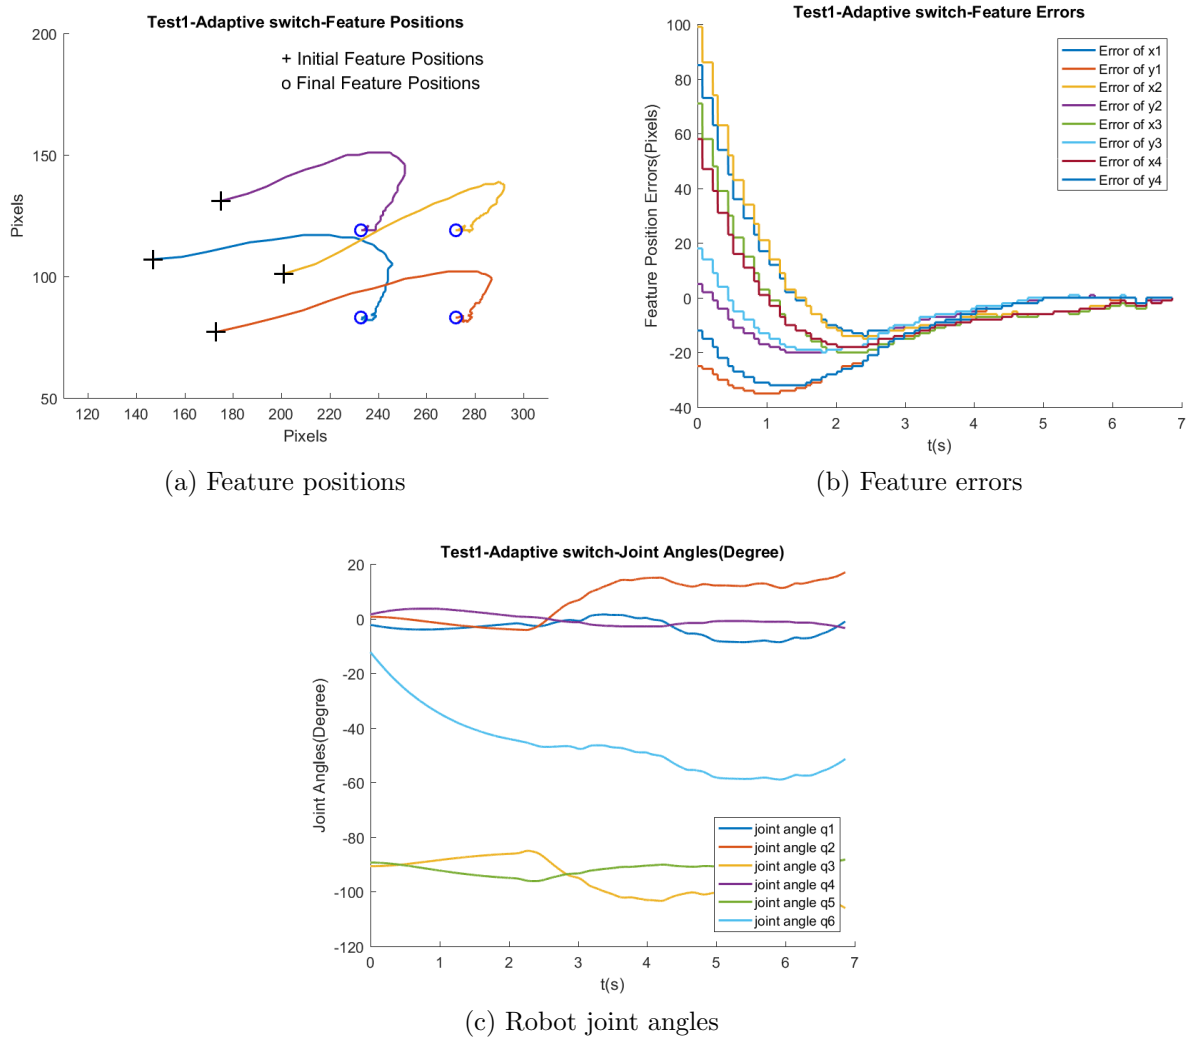 Test1-Adaptive switch-Feature Positions
200
150
100
50
Pixels
+ Initial Feature Positions
o Final Feature Positions
120 140 160 180 200 220 240 260 280 300
Pixels
(a) Feature positions
Test1-Adaptive switch-Feature Errors
100
80
60
40
20
0
-20
-40
Feature Position Errors(Pixels)
Error of x1
Error of y1
Error of x2
Error of y2
Error of x3
Error of y3
Error of x4
Error of y4
0 1 2 3 4 5 6 7
t(s)
(b) Feature errors
Test1-Adaptive switch-Joint Angles(Degree)
20
0
-20
-40
-60
-80
-100
-120
Joint Angles(Degree)
joint angle q1
joint angle q2
joint angle q3
joint angle q4
joint angle q5
joint angle q6
0 1 2 3 4 5 6 7
t(s)
(c) Robot joint angles